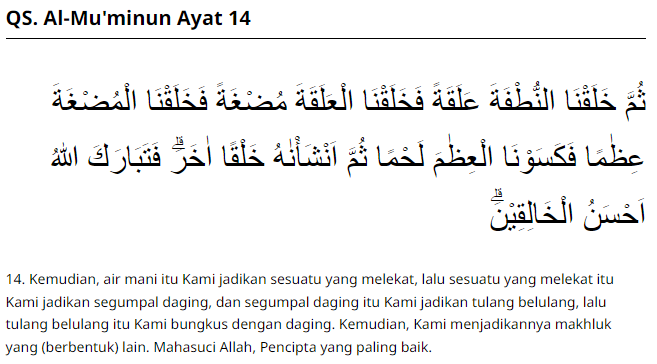 QS. Al-Mu'minun Ayat 14
ثُمَّ خَلَقْنَا النُّطْفَةَ عَلَقَةً فَخَلَقْنَا الْعَلَقَةَ مُضْغَةً فَخَلَقْنَا الْمُضْغَةَ
عِظٰمًا فَكَسَوْنَا الْعِظٰمَ لَحْمًا ثُمَّ اَنْشَأْنٰهُ خَلْقًا اٰخَرَۗ فَتَبَارَكَ اللّٰهُ
اَحْسَنُ الْخَالِقِيْنَۗ
14. Kemudian, air mani itu Kami jadikan sesuatu yang melekat, lalu sesuatu yang melekat itu
Kami jadikan segumpal daging, dan segumpal daging itu Kami jadikan tulang belulang, lalu
tulang belulang itu Kami bungkus dengan daging. Kemudian, Kami menjadikannya makhluk
yang (berbentuk) lain. Mahasuci Allah, Pencipta yang paling baik.